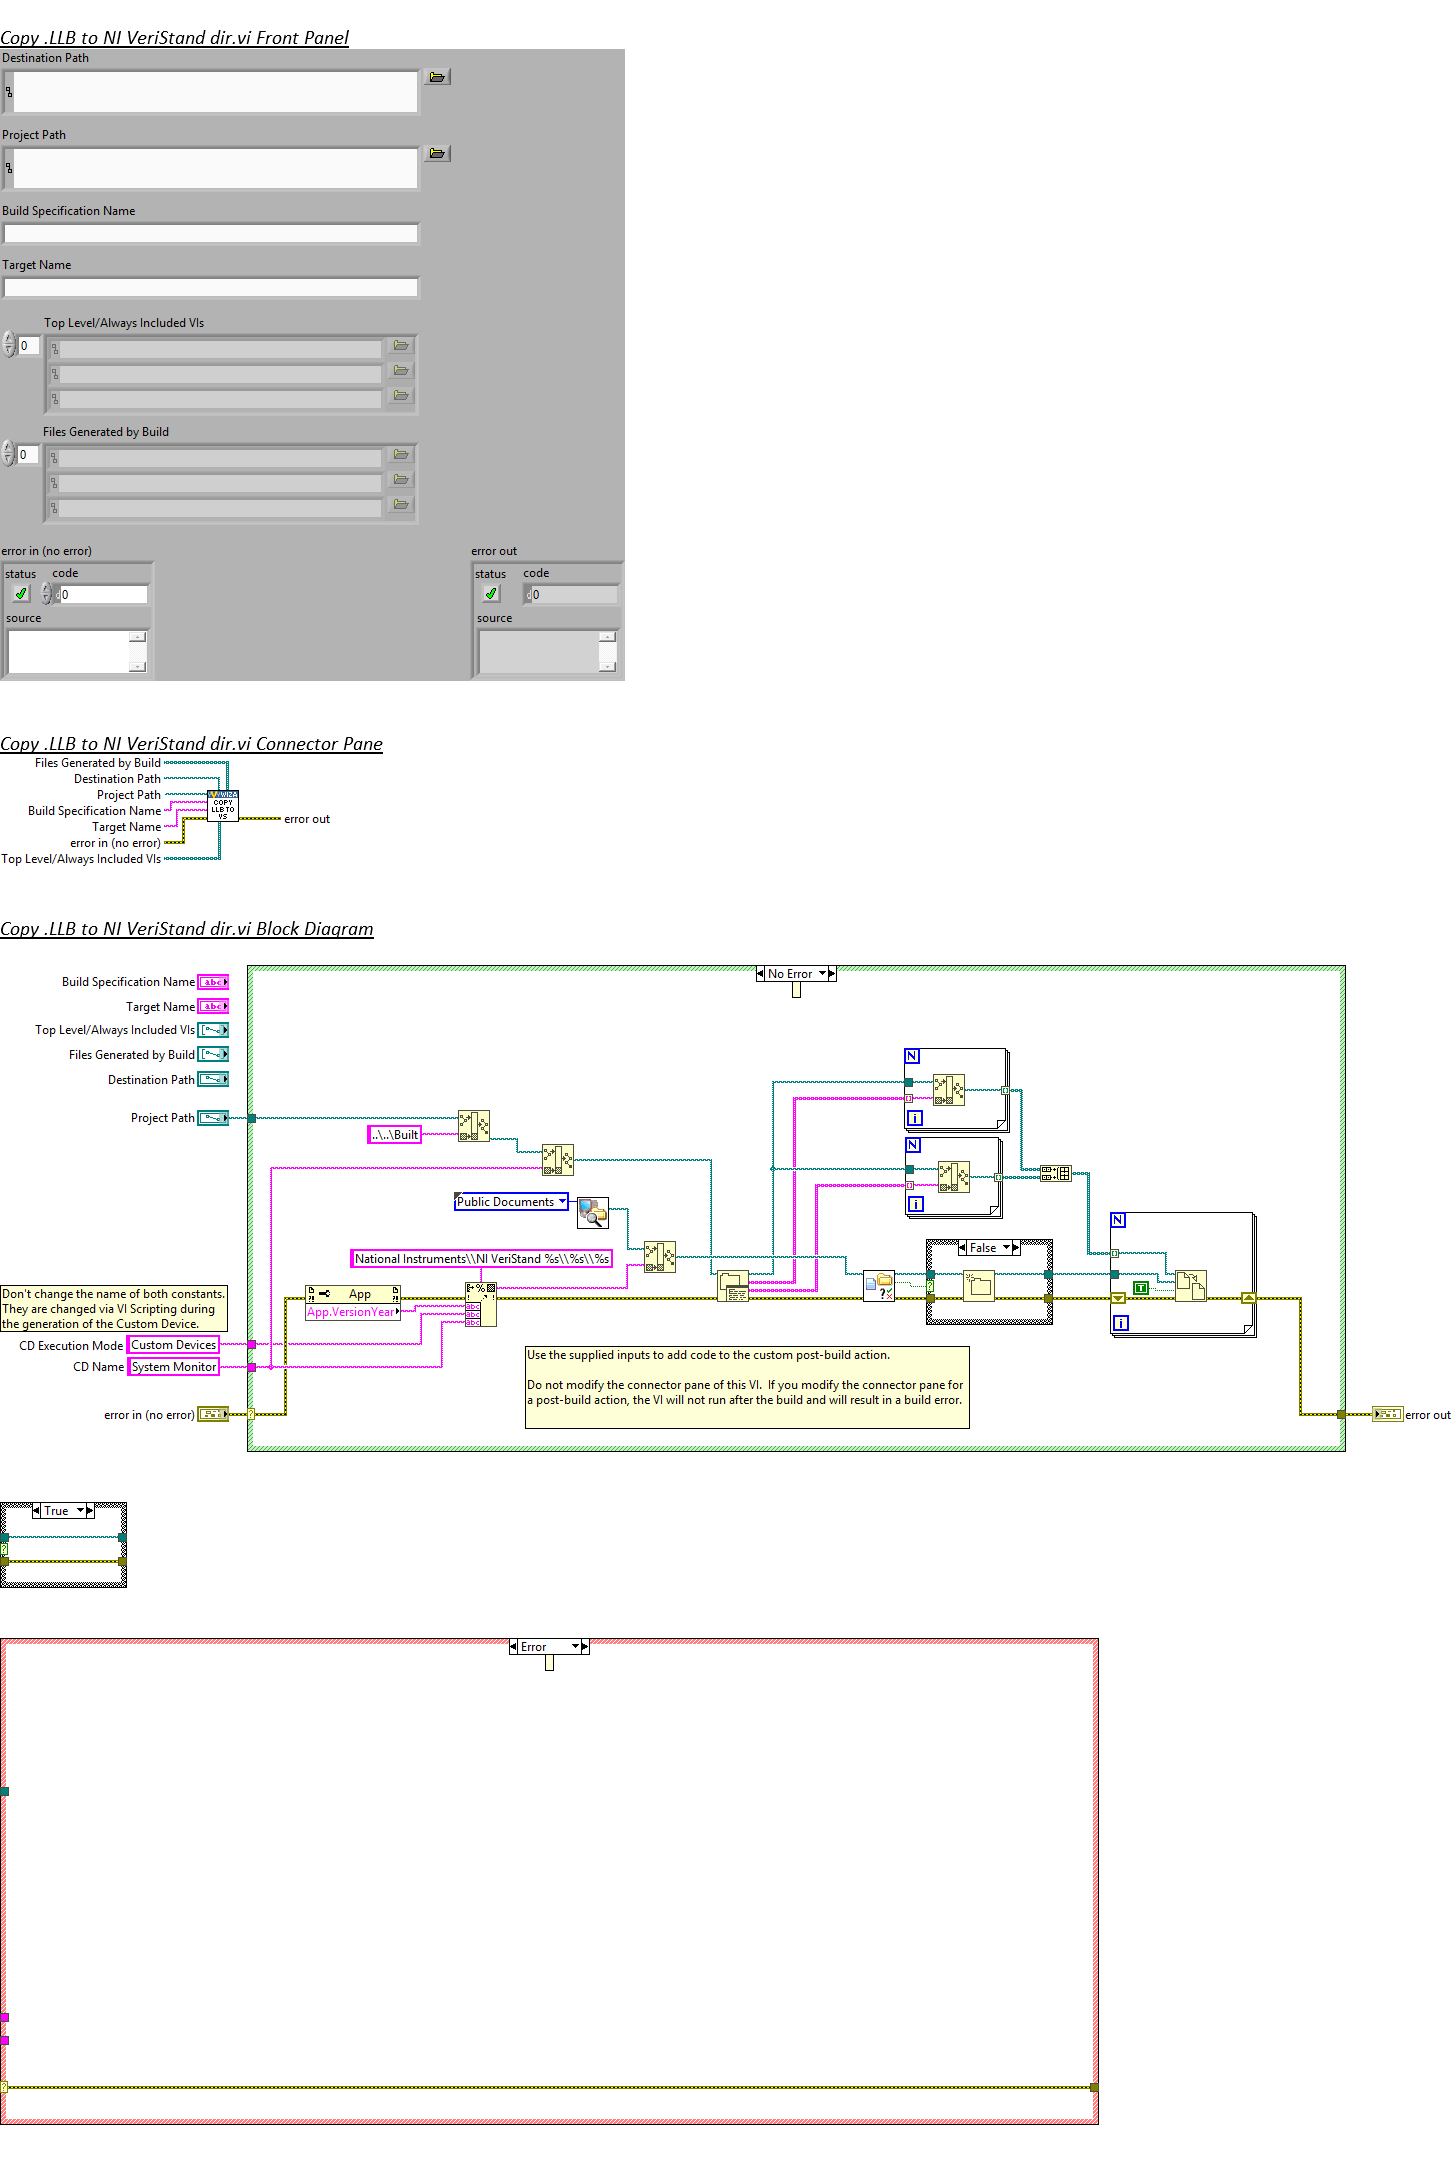 Copy .LLB to NI VeriStand dir.vi Front Panel
Destination Path
Project Path
Build Specification Name
Target Name
Top Level/Always Included VIs
0
Files Generated by Build
0
error in (no error)
status code
0
source
error out
status code
0
source
Copy .LLB to NI VeriStand dir.vi Connector Pane
Files Generated by Build
Destination Path
Project Path
Build Specification Name
Target Name
error in (no error)
Top Level/Always Included VIs
COPY
LLB TO
VS
error out
Copy .LLB to NI VeriStand dir.vi Block Diagram
No Error
Build Specification Name
abc
Target Name
abc
Top Level/Always Included VIs
Files Generated by Build
Destination Path
Project Path
..\..\Built
Public Documents
National Instruments\\NI VeriStand %s\\%s\\%s
App
App.VersionYear
abc
abc
abc
N
i
N
i
False
N
T
i
Don't change the name of both constants.
They are changed via VI Scripting during
the generation of the Custom Device.
CD Execution Mode Custom Devices
CD Name System Monitor
error in (no error)
Use the supplied inputs to add code to the custom post-build action.
Do not modify the connector pane of this VI. If you modify the connector pane for
a post-build action, the VI will not run after the build and will result in a build error.
error out
True
Error